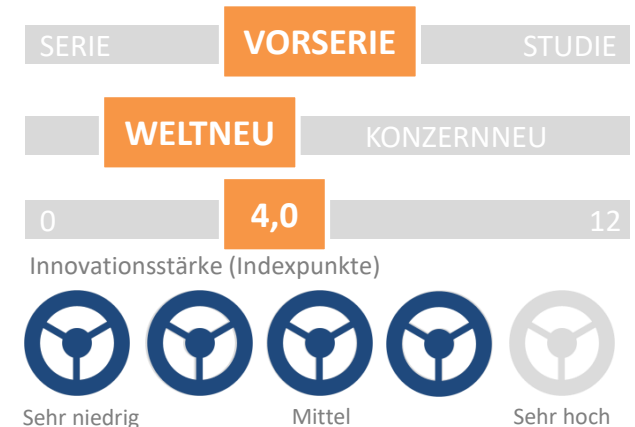 SERIE VORSERIE STUDIE
WELTNEU KONZERNNEU
0 4,0 12
Innovationsstärke (Indexpunkte)
Sehr niedrig Mittel Sehr hoch